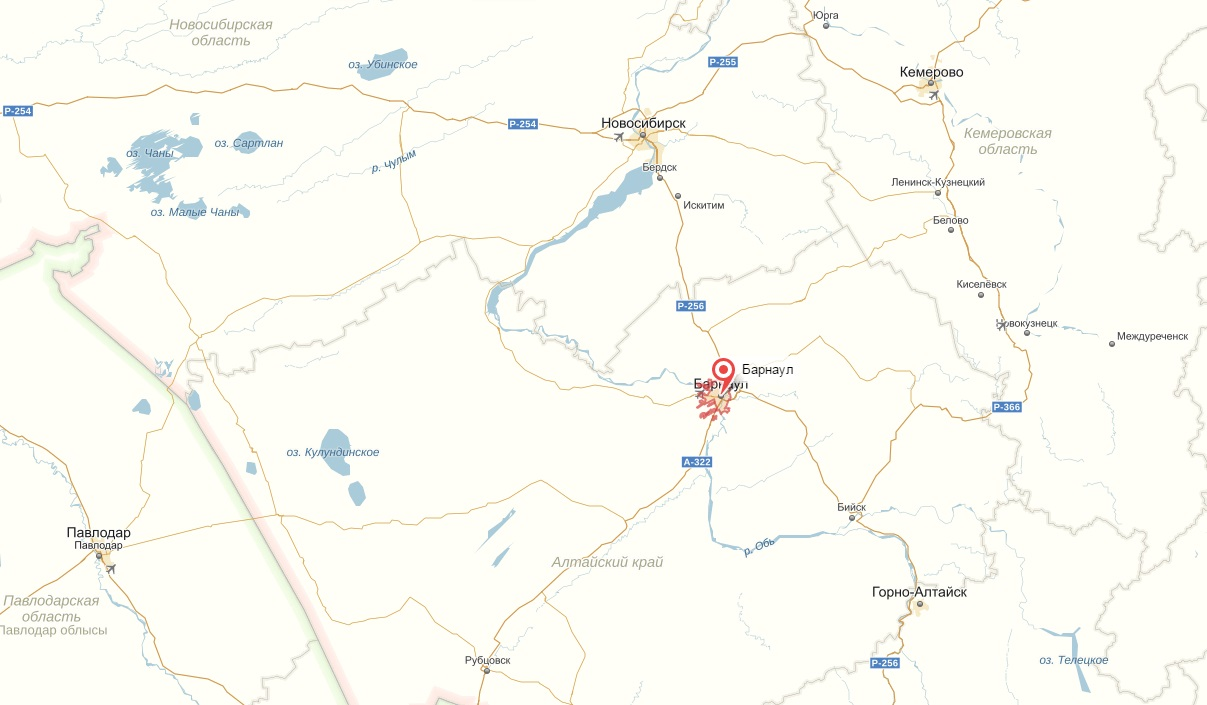 Юрга
Новосибирская
область
оз. Убинское
Р-255
Кемерово
Р-254
Р-254
Новосибирск
Кемеровская
область
оз. Чаны
оз. Сартлан
р. Чулым
Бердск
Ленинск-Кузнецкий
оз. Малые Чаны
Искитим
Белово
Киселёвск
Р-256
Новокузнецк
Междуреченск
Барнаул
Барнаул
Р-366
оз. Кулундинское
А-322
Бийск
Павлодар
Павлодар
р. Обь
Алтайский край
Горно-Алтайск
Павлодарская
область
Павлодар облысы
Рубцовск
Р-256
оз. Телецкое